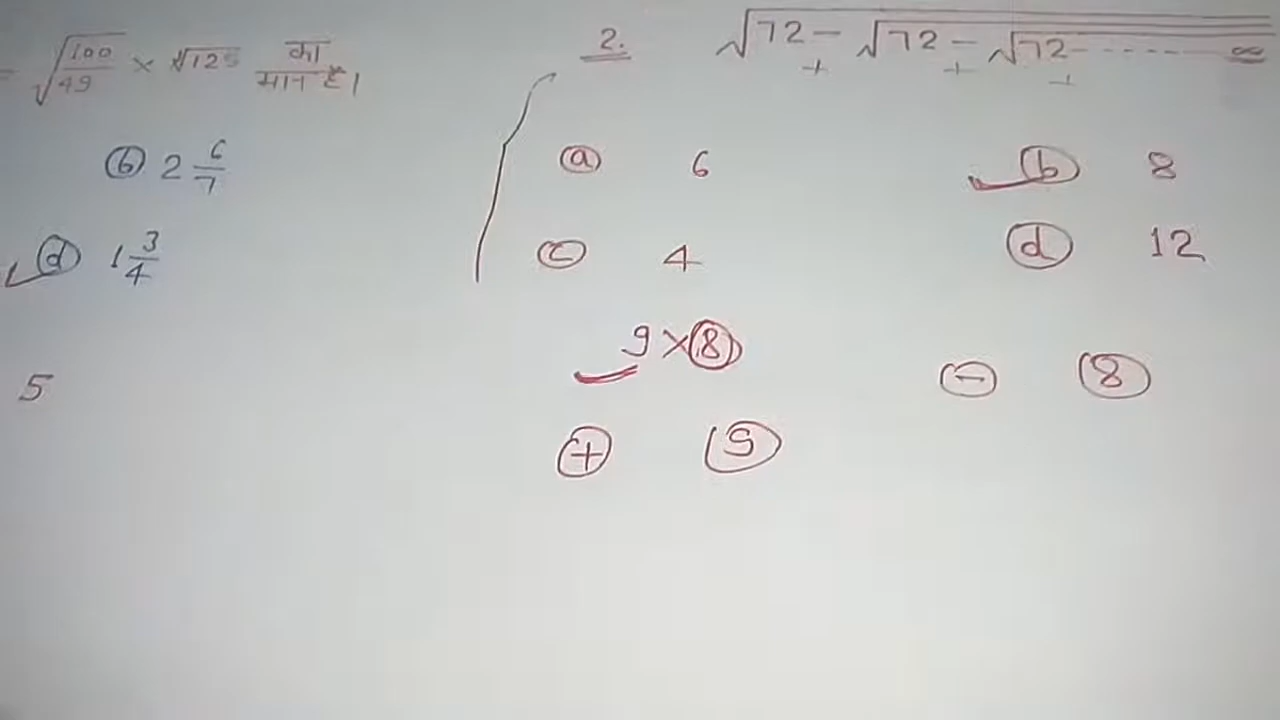 = √100/49 × ∛125 का मान है।
(b) 2 6/7
(d) 1 3/4
5
2. √72 - √72 - √72 ------- ∞
+ + +
(a) 6 (b) 8
(c) 4 (d) 12
9 × 8
- 8
+ 9